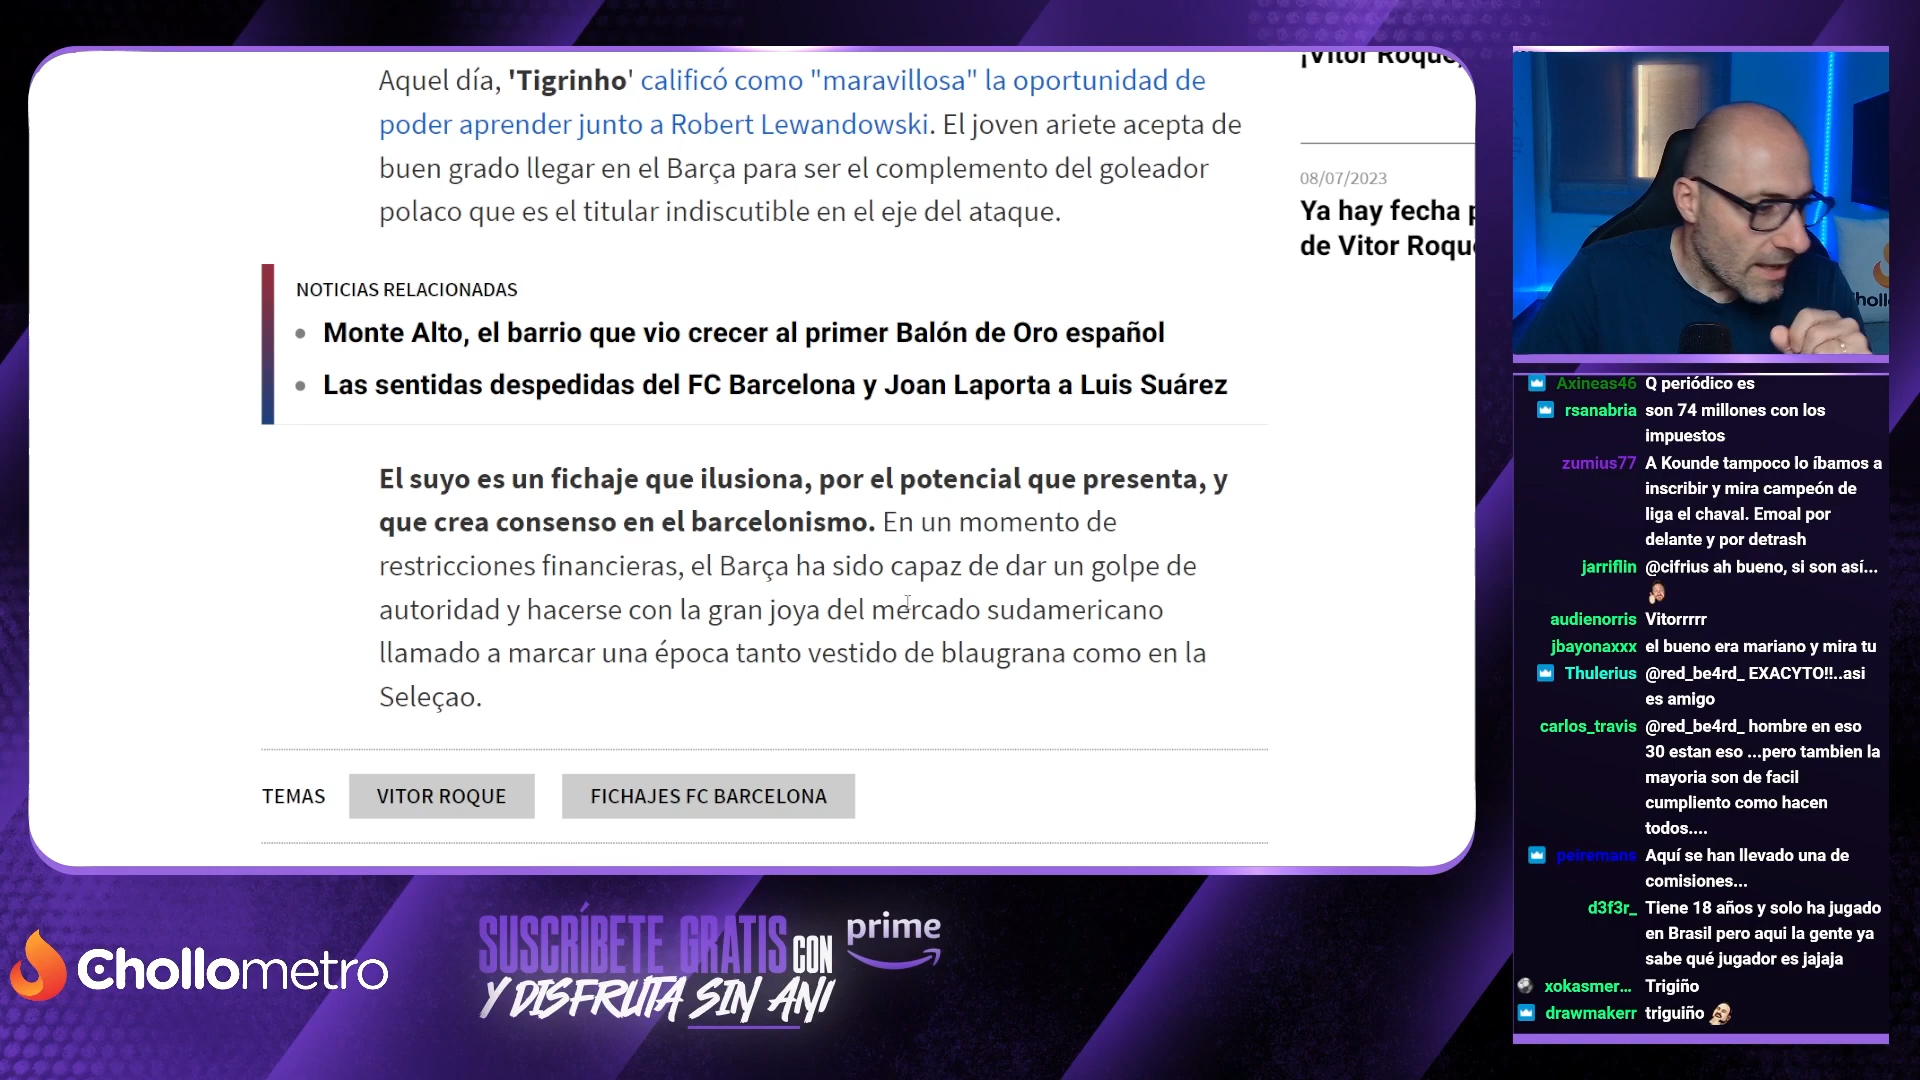 Aquel día, 'Tigrinho' calificó como "maravillosa" la oportunidad de
poder aprender junto a Robert Lewandowski. El joven ariete acepta de
buen grado llegar en el Barça para ser el complemento del goleador
polaco que es el titular indiscutible en el eje del ataque.
NOTICIAS RELACIONADAS
Monte Alto, el barrio que vio crecer al primer Balón de Oro español
Las sentidas despedidas del FC Barcelona y Joan Laporta a Luis Suárez
El suyo es un fichaje que ilusiona, por el potencial que presenta, y
que crea consenso en el barcelonismo. En un momento de
restricciones financieras, el Barça ha sido capaz de dar un golpe de
autoridad y hacerse con la gran joya del mercado sudamericano
llamado a marcar una época tanto vestido de blaugrana como en la
Seleçao.
TEMAS VITOR ROQUE FICHAJES FC BARCELONA
¡Vitor Roque,
08/07/2023
Ya hay fecha p
de Vitor Roqu
Axineas46 Q periódico es
rsanabria son 74 millones con los
impuestos
zumius77 A Kounde tampoco lo íbamos a
inscribir y mira campeón de
liga el chaval. Emoal por
delante y por detrash
jarriflin @cifrius ah bueno, si son así...
audienorris Vitorrrrr
jbayonaxxx el bueno era mariano y mira tu
Thulerius @red_be4rd_ EXACYTO!!..asi
es amigo
carlos_travis @red_be4rd_ hombre en eso
30 estan eso ...pero tambien la
mayoria son de facil
cumpliento como hacen
todos....
peiremans Aquí se han llevado una de
comisiones...
d3f3r_ Tiene 18 años y solo ha jugado
en Brasil pero aqui la gente ya
sabe qué jugador es jajaja
xokasmer... Trigiño
drawmakerr triguiño
Chollometro
SUSCRÍBETE GRATIS CON prime
Y DISFRUTA SIN ANI